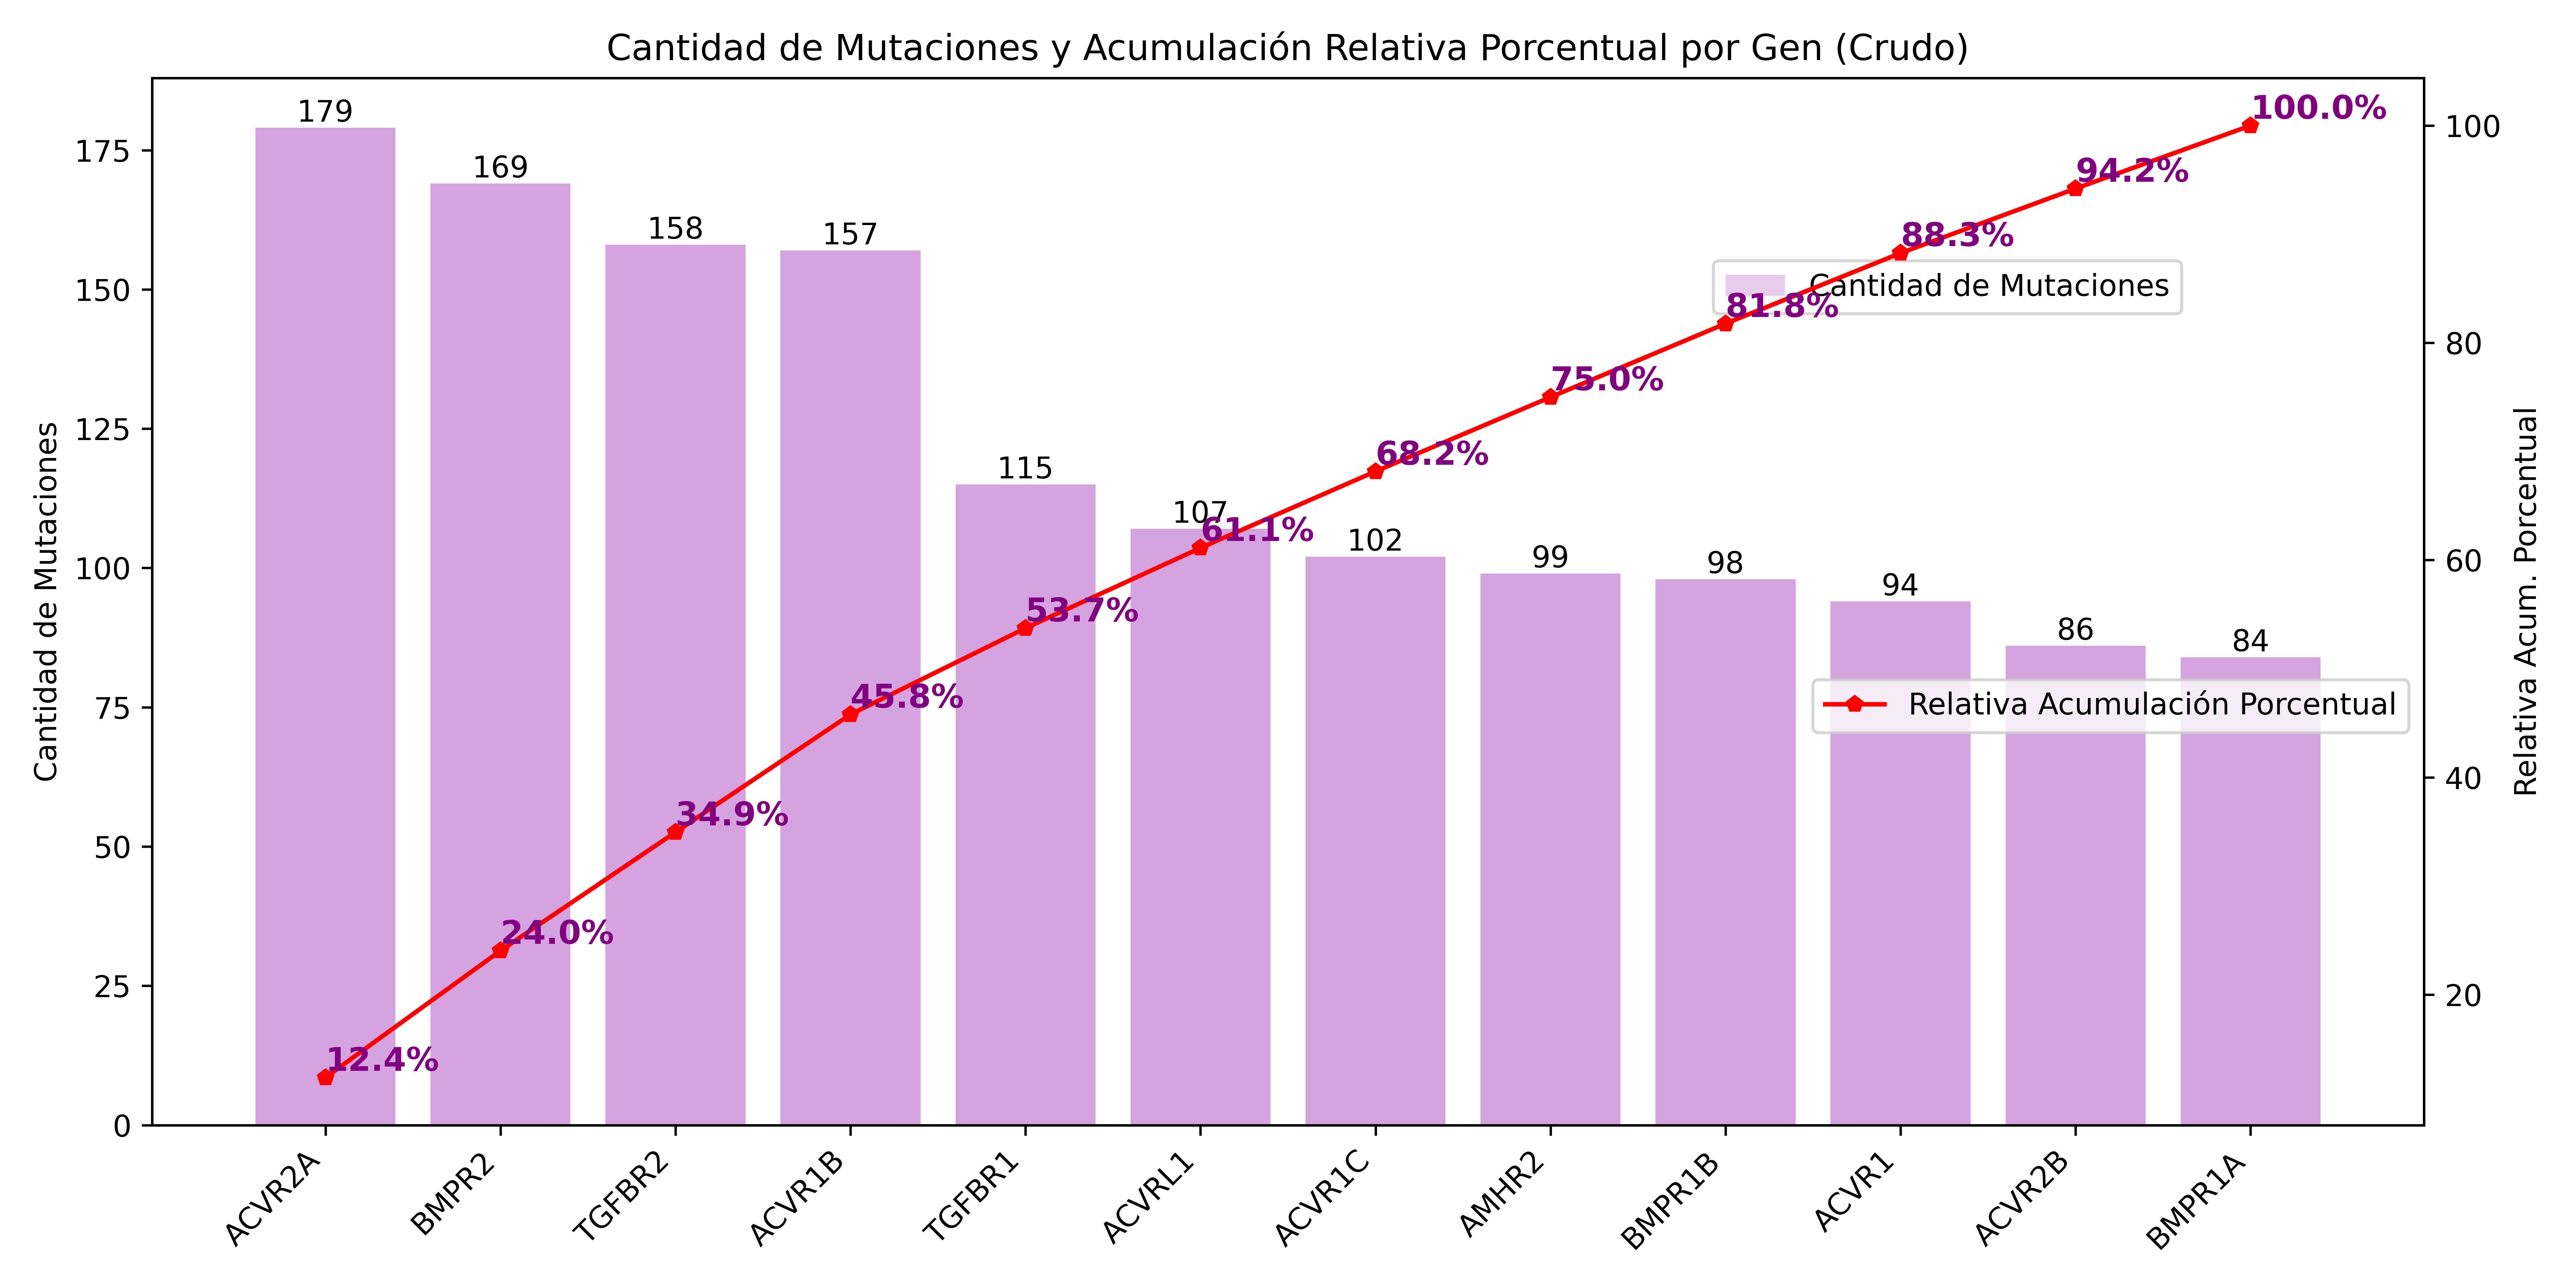 Cantidad de Mutaciones y Acumulación Relativa Porcentual por Gen (Crudo)
Cantidad de Mutaciones
175
150
125
100
75
50
25
0
179
169
158
157
115
107
102
99
98
94
86
84
12.4%
24.0%
34.9%
45.8%
53.7%
61.1%
68.2%
75.0%
81.8%
88.3%
94.2%
100.0%
Cantidad de Mutaciones
Relativa Acumulación Porcentual
100
80
60
40
20
Relativa Acum. Porcentual
ACVR2A
BMPR2
TGFBR2
ACVR1B
TGFBR1
ACVRL1
ACVR1C
AMHR2
BMPR1B
ACVR1
ACVR2B
BMPR1A